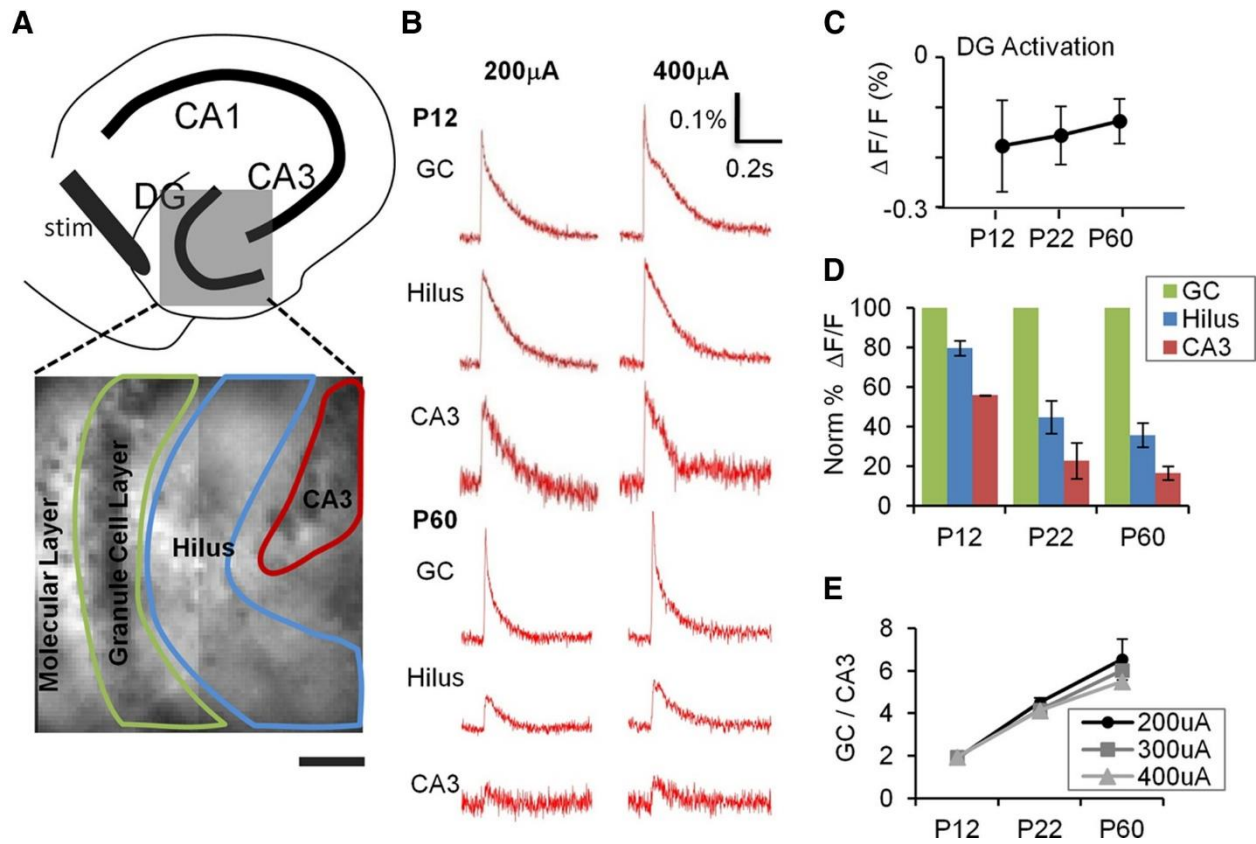 A
CA1
CA3
DG
stim
Molecular Layer
Granule Cell Layer
Hilus
CA3
B
200μA
400μA
P12
0.1%
0.2s
GC
Hilus
CA3
P60
GC
Hilus
CA3
C
DG Activation
0
Δ F/ F (%)
-0.3
P12
P22
P60
D
GC
Hilus
CA3
Norm % ΔF/F
100
80
60
40
20
0
P12
P22
P60
E
GC / CA3
8
6
4
2
0
200uA
300uA
400uA
P12
P22
P60